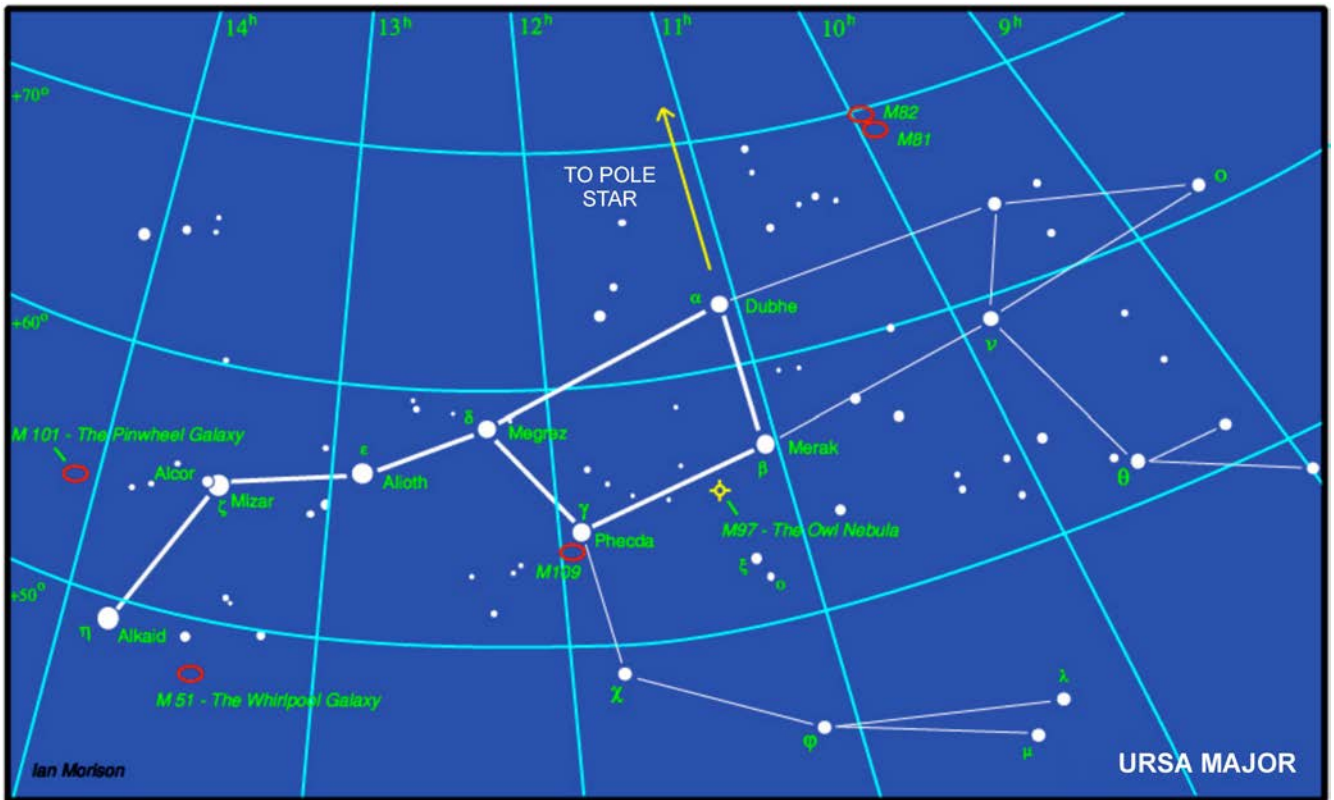 14h
13h
12h
11h
10h
9h
+70°
M82
M81
TO POLE
STAR
ο
+60°
α
Dubhe
ν
M 101 - The Pinwheel Galaxy
δ
Megraz
ε
Alcor
ζ
Mizar
Alioth
Merak
β
θ
γ
Phecda
M97 - The Owl Nebula
M109
ξ
ο
+50°
η
Alkaid
M 51 - The Whirlpool Galaxy
χ
λ
φ
μ
Ian Morison
URSA MAJOR